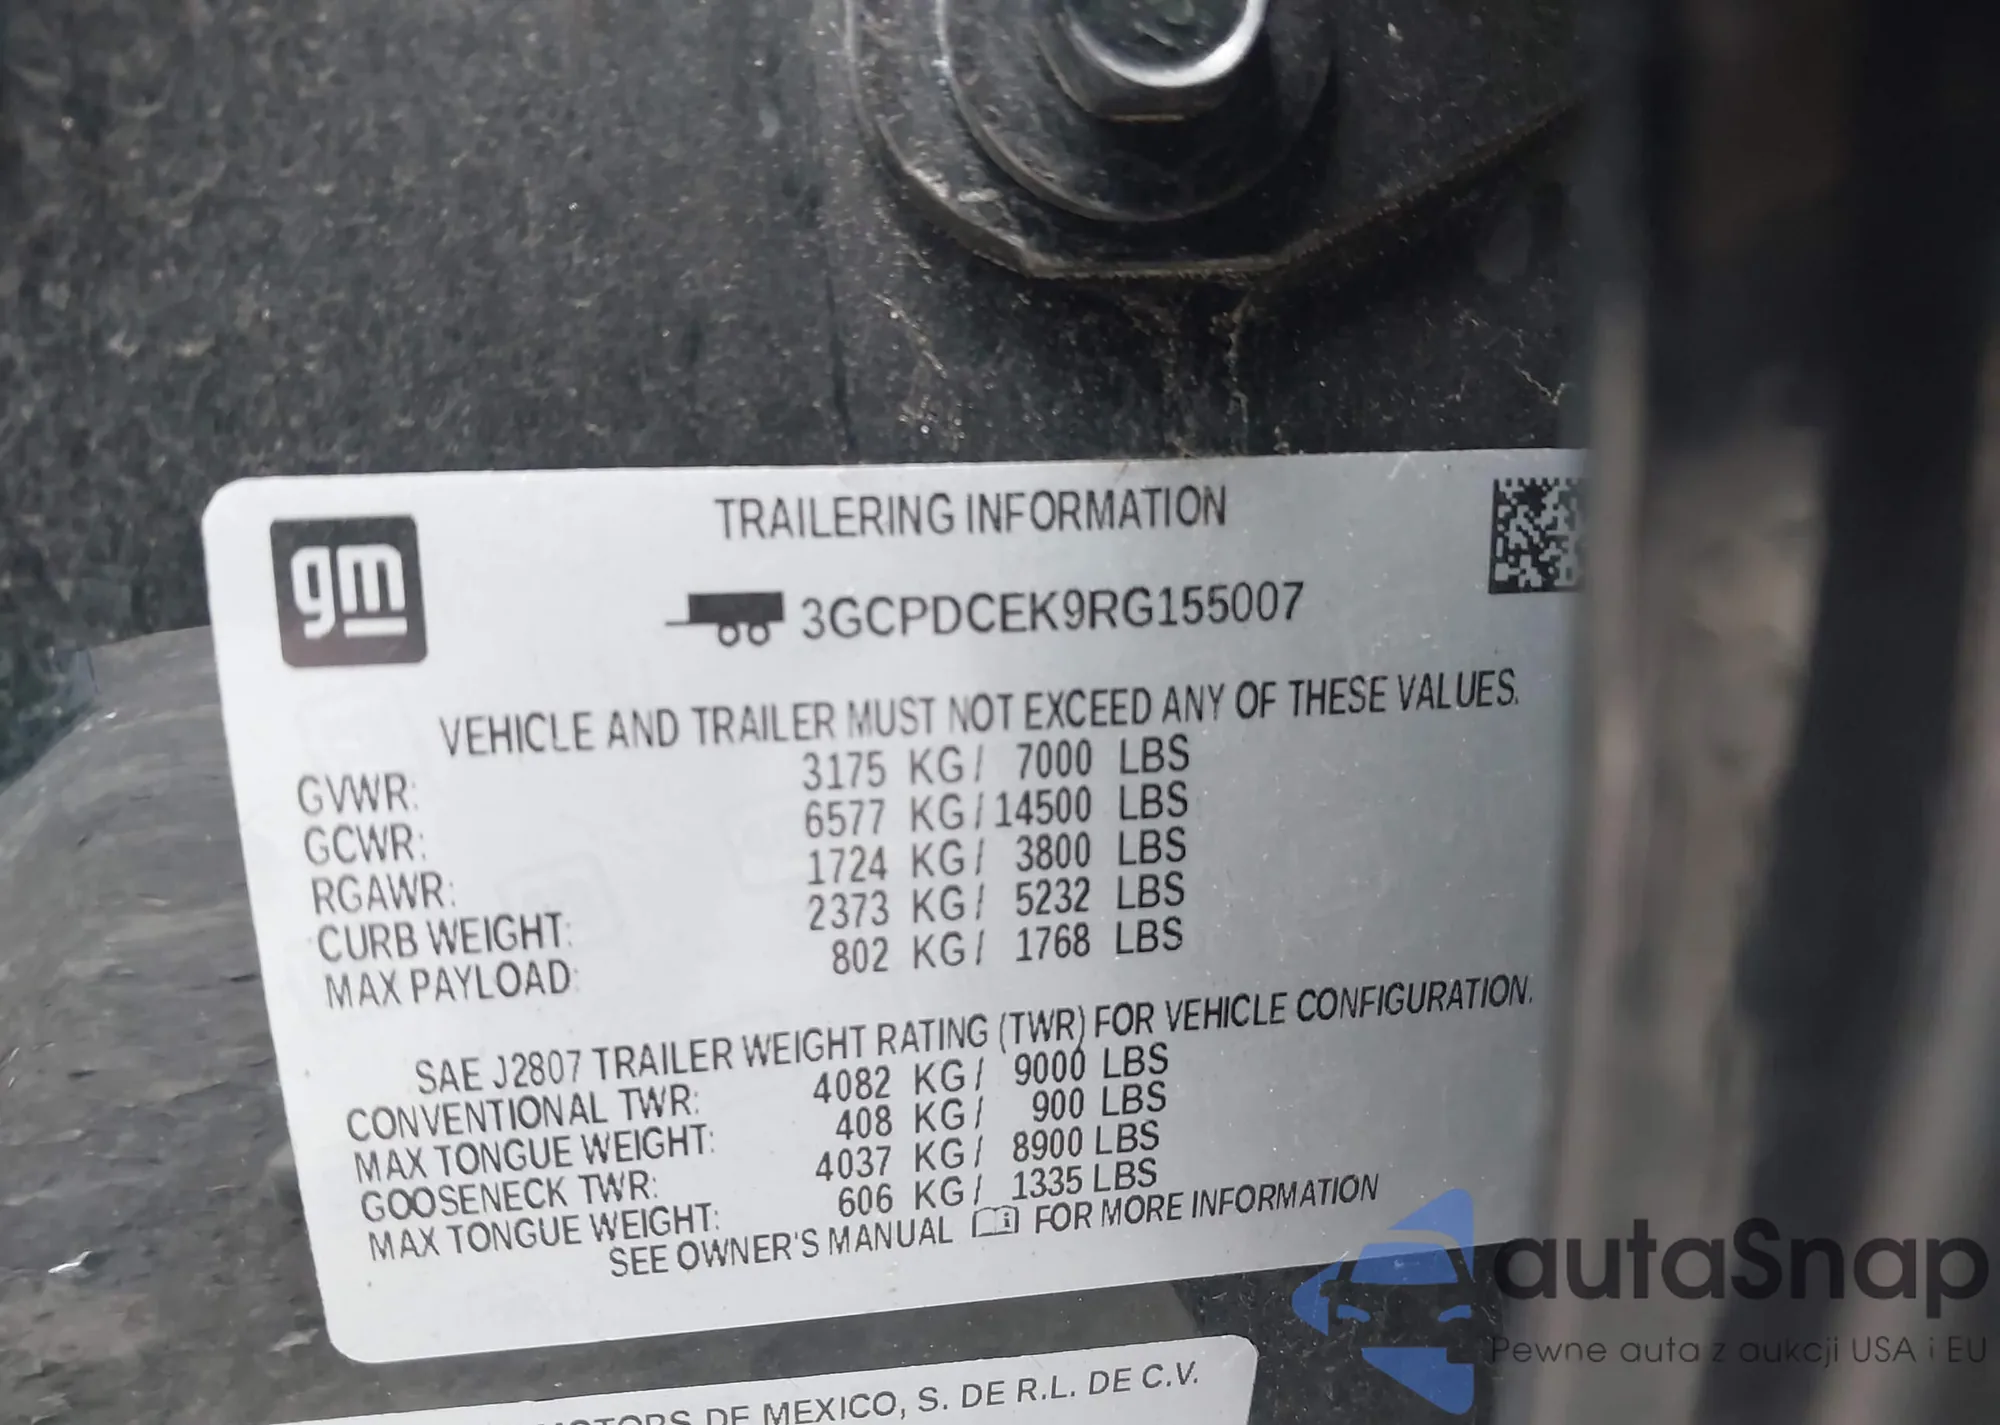 gm
TRAILERING INFORMATION
3GCPDCEK9RG155007
VEHICLE AND TRAILER MUST NOT EXCEED ANY OF THESE VALUES.
GVWR: 3175 KG / 7000 LBS
GCWR: 6577 KG / 14500 LBS
RGAWR: 1724 KG / 3800 LBS
CURB WEIGHT: 2373 KG / 5232 LBS
MAX PAYLOAD: 802 KG / 1768 LBS
SAE J2807 TRAILER WEIGHT RATING (TWR) FOR VEHICLE CONFIGURATION.
CONVENTIONAL TWR: 4082 KG / 9000 LBS
MAX TONGUE WEIGHT: 408 KG / 900 LBS
GOOSENECK TWR: 4037 KG / 8900 LBS
MAX TONGUE WEIGHT: 606 KG / 1335 LBS
SEE OWNER'S MANUAL FOR MORE INFORMATION
DE MEXICO, S. DE R.L. DE C.V.
autaSnap
Pewne auta z aukcji USA i EU